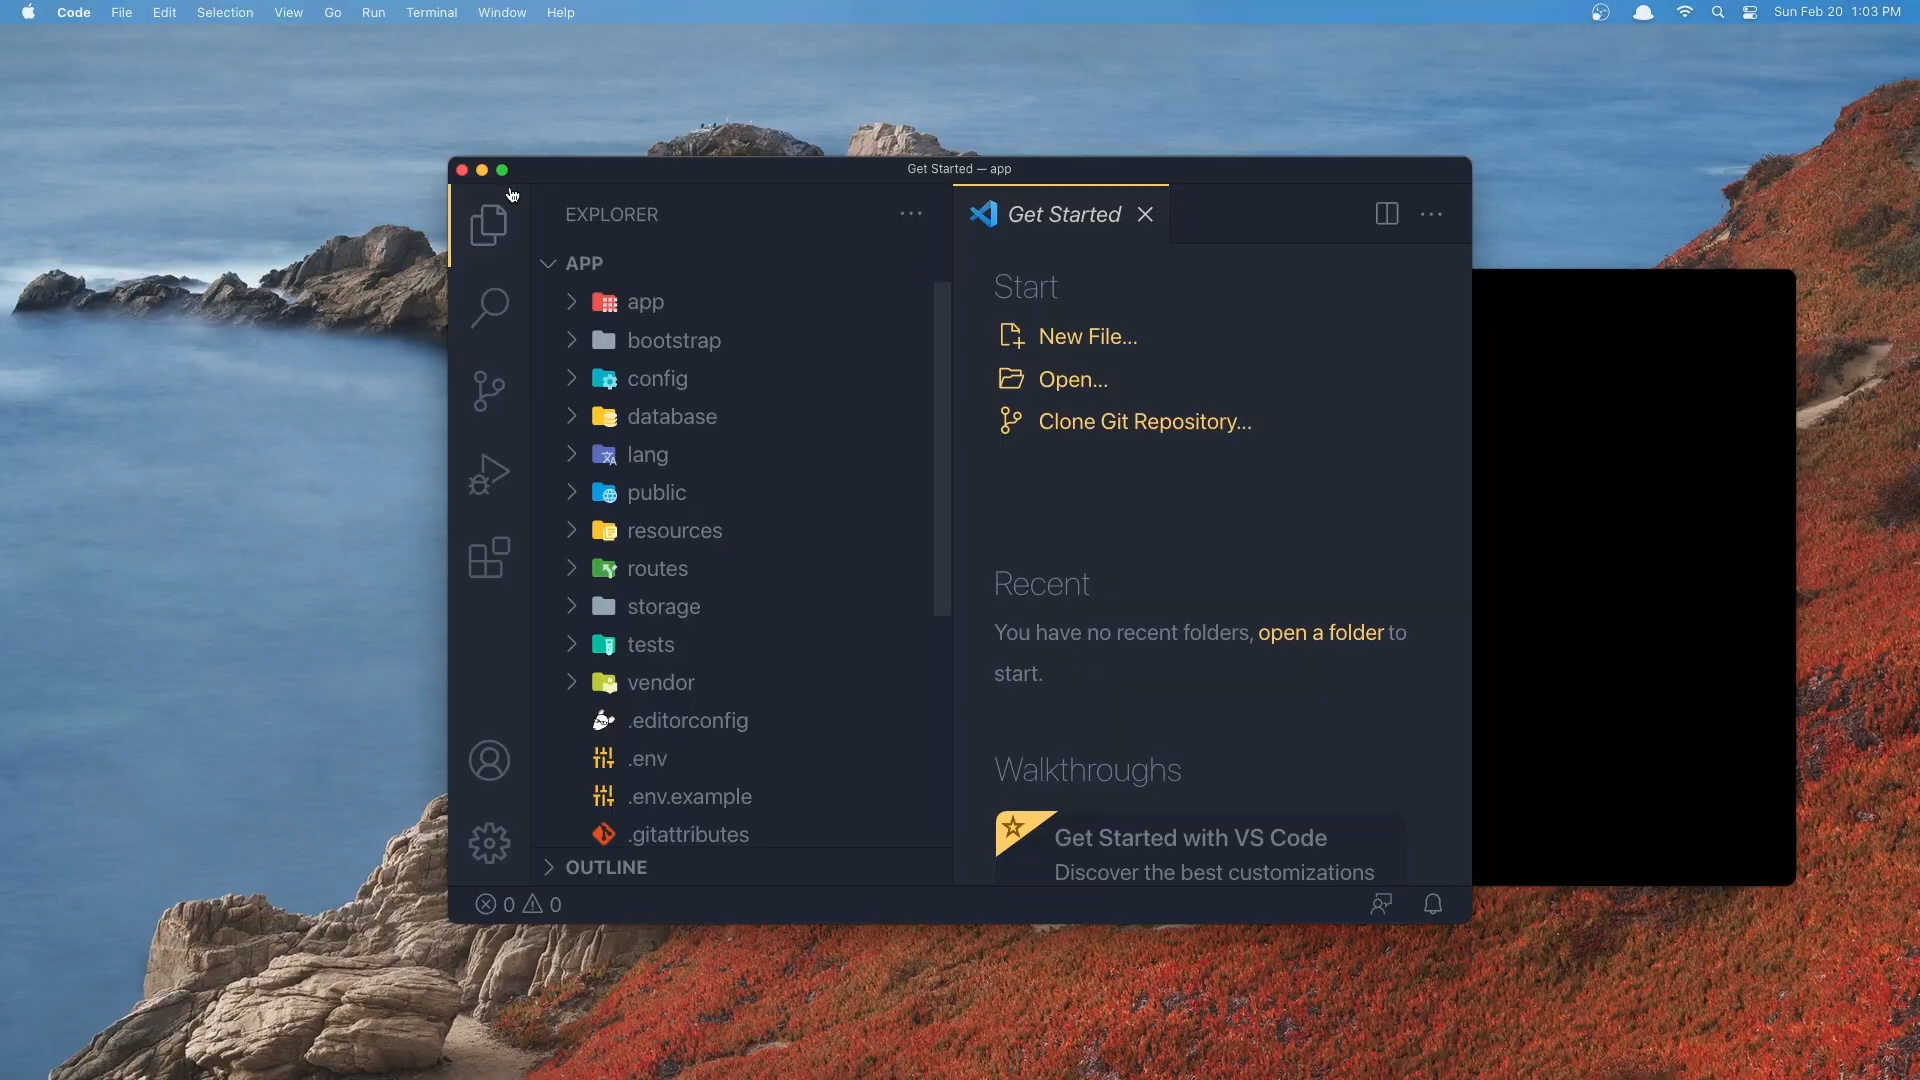 Code File Edit Selection View Go Run Terminal Window Help Sun Feb 20 1:03 PM
Get Started — app
EXPLORER
APP
app
bootstrap
config
database
lang
public
resources
routes
storage
tests
vendor
.editorconfig
.env
.env.example
.gitattributes
OUTLINE
Get Started
Start
New File...
Open...
Clone Git Repository...
Recent
You have no recent folders, open a folder to
start.
Walkthroughs
Get Started with VS Code
Discover the best customizations
0 0